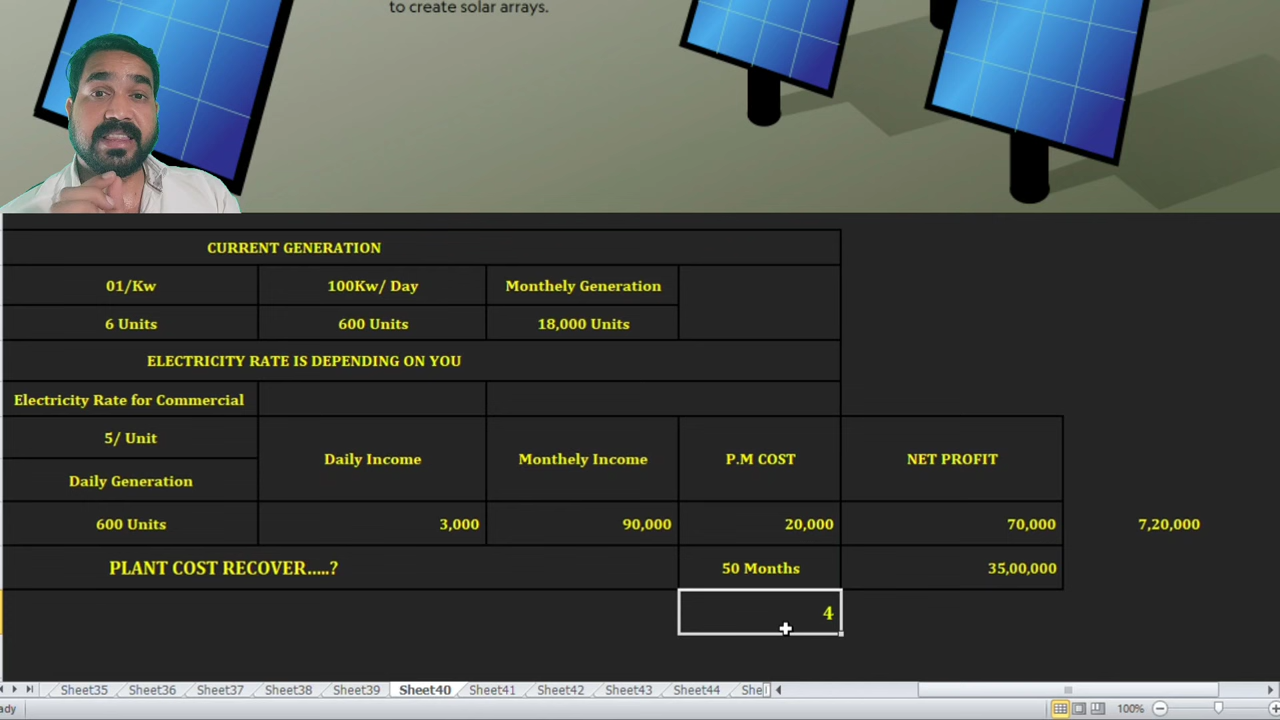 to create solar arrays.
CURRENT GENERATION
01/Kw 100Kw/ Day Monthely Generation
6 Units 600 Units 18,000 Units
ELECTRICITY RATE IS DEPENDING ON YOU
Electricity Rate for Commercial
5/ Unit
Daily Income Monthely Income P.M COST NET PROFIT
Daily Generation
600 Units 3,000 90,000 20,000 70,000 7,20,000
PLANT COST RECOVER.....? 50 Months 35,00,000
4
Sheet35 Sheet36 Sheet37 Sheet38 Sheet39 Sheet40 Sheet41 Sheet42 Sheet43 Sheet44 She
ady 100%